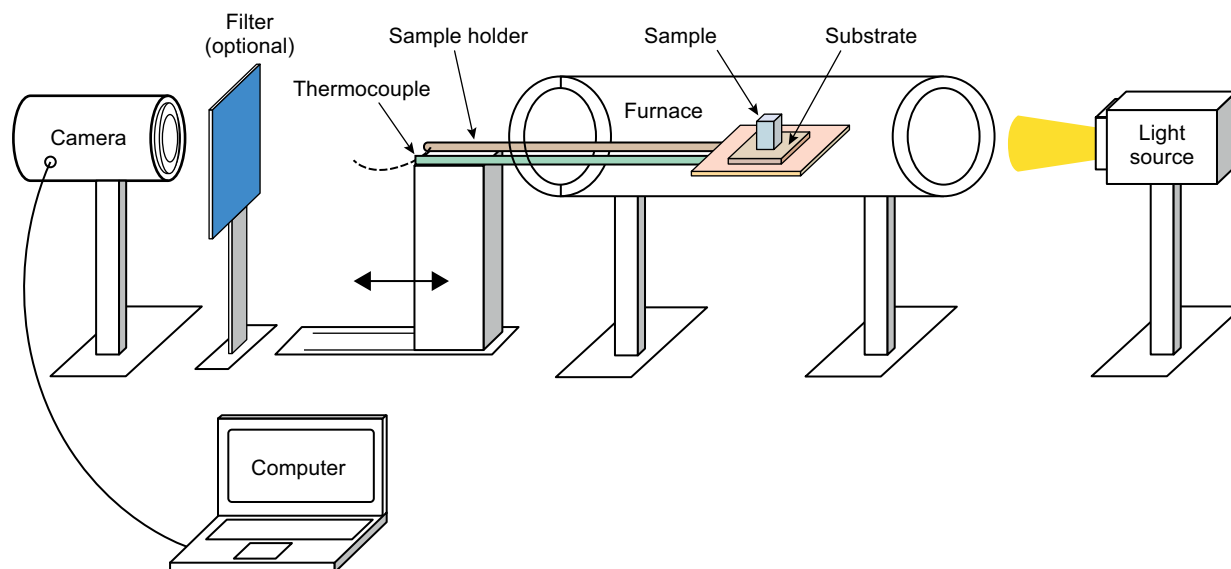 Filter
(optional)
Sample holder
Sample
Substrate
Thermocouple
Furnace
Camera
Light
source
Computer